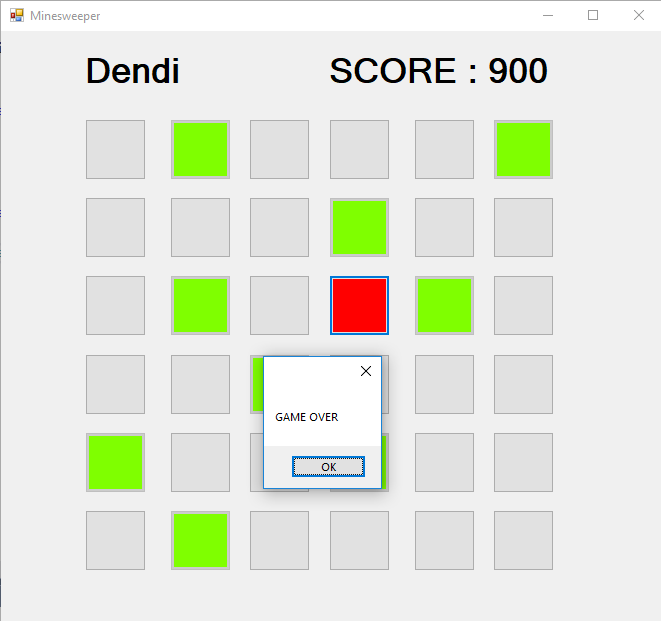 Minesweeper
Dendi
SCORE : 900
GAME OVER
OK